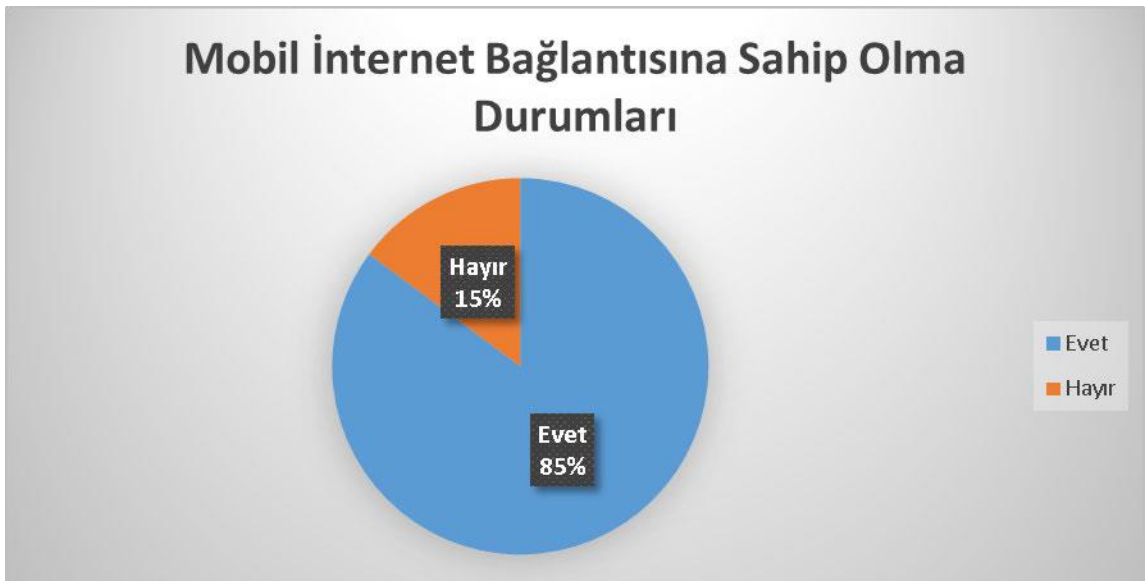 Mobil İnternet Bağlantısına Sahip Olma
Durumları
Hayır
15%
Evet
85%
Evet
Hayır